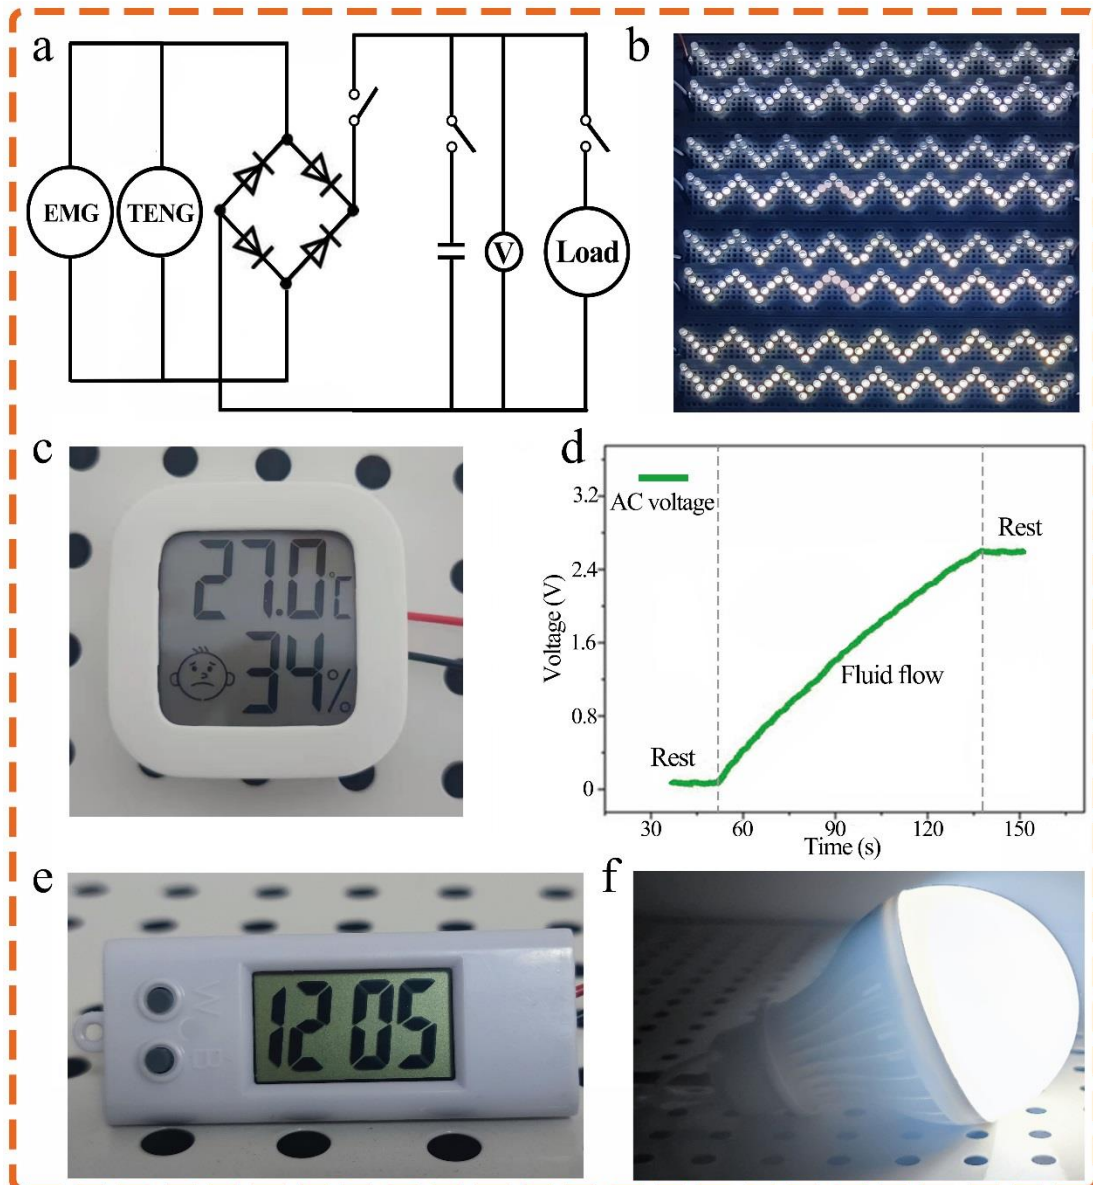 a
EMG
TENG
V
Load
b
c
27.0℃
34%
d
AC voltage
Rest
Fluid flow
Rest
Voltage (V)
3.2
2.4
1.6
0.8
0
30
60
90
120
150
Time (s)
e
12 05
f